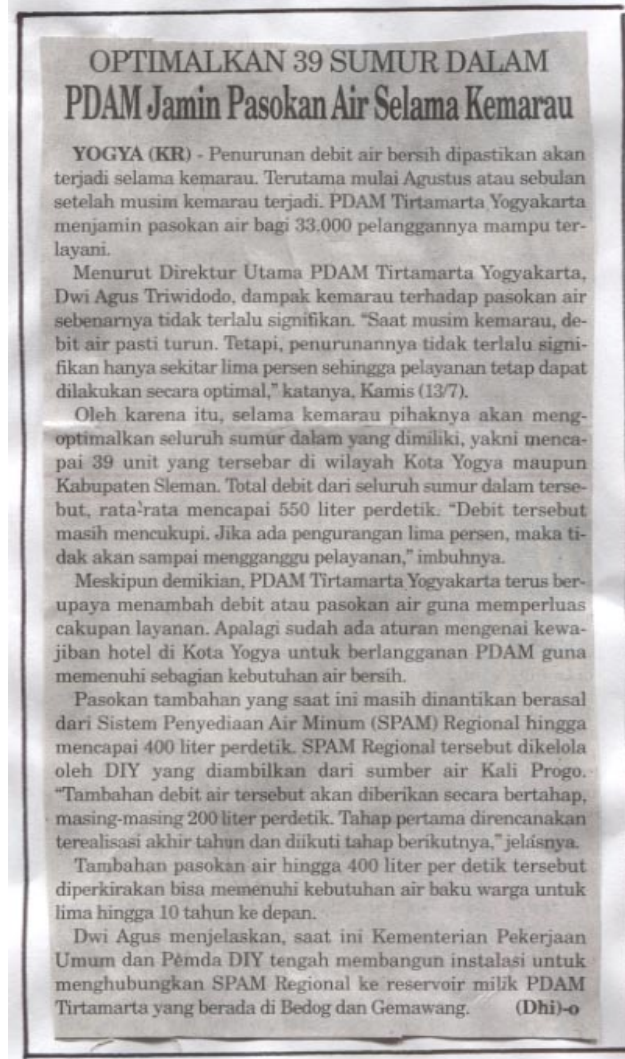 OPTIMALKAN 39 SUMUR DALAM
PDAM Jamin Pasokan Air Selama Kemarau
YOGYA (KR) - Penurunan debit air bersih dipastikan akan
terjadi selama kemarau. Terutama mulai Agustus atau sebulan
setelah musim kemarau terjadi. PDAM Tirtamarta Yogyakarta
menjamin pasokan air bagi 33.000 pelanggannya mampu ter-
layani.
Menurut Direktur Utama PDAM Tirtamarta Yogyakarta,
Dwi Agus Triwidodo, dampak kemarau terhadap pasokan air
sebenarnya tidak terlalu signifikan. "Saat musim kemarau, de-
bit air pasti turun. Tetapi, penurunannya tidak terlalu signi-
fikan hanya sekitar lima persen sehingga pelayanan tetap dapat
dilakukan secara optimal," katanya, Kamis (13/7).
Oleh karena itu, selama kemarau pihaknya akan meng-
optimalkan seluruh sumur dalam yang dimiliki, yakni menca-
pai 39 unit yang tersebar di wilayah Kota Yogya maupun
Kabupaten Sleman. Total debit dari seluruh sumur dalam terse-
but, rata-rata mencapai 550 liter perdetik. "Debit tersebut
masih mencukupi. Jika ada pengurangan lima persen, maka ti-
dak akan sampai mengganggu pelayanan," imbuhnya.
Meskipun demikian, PDAM Tirtamarta Yogyakarta terus ber-
upaya menambah debit atau pasokan air guna memperluas
cakupan layanan. Apalagi sudah ada aturan mengenai kewa-
jiban hotel di Kota Yogya untuk berlangganan PDAM guna
memenuhi sebagian kebutuhan air bersih.
Pasokan tambahan yang saat ini masih dinantikan berasal
dari Sistem Penyediaan Air Minum (SPAM) Regional hingga
mencapai 400 liter perdetik. SPAM Regional tersebut dikelola
oleh DIY yang diambilkan dari sumber air Kali Progo.
"Tambahan debit air tersebut akan diberikan secara bertahap,
masing-masing 200 liter perdetik. Tahap pertama direncanakan
terealisasi akhir tahun dan diikuti tahap berikutnya," jelasnya.
Tambahan pasokan air hingga 400 liter per detik tersebut
diperkirakan bisa memenuhi kebutuhan air baku warga untuk
lima hingga 10 tahun ke depan.
Dwi Agus menjelaskan, saat ini Kementerian Pekerjaan
Umum dan Pemda DIY tengah membangun instalasi untuk
menghubungkan SPAM Regional ke reservoir milik PDAM
Tirtamarta yang berada di Bedog dan Gemawang. (Dhi)-o